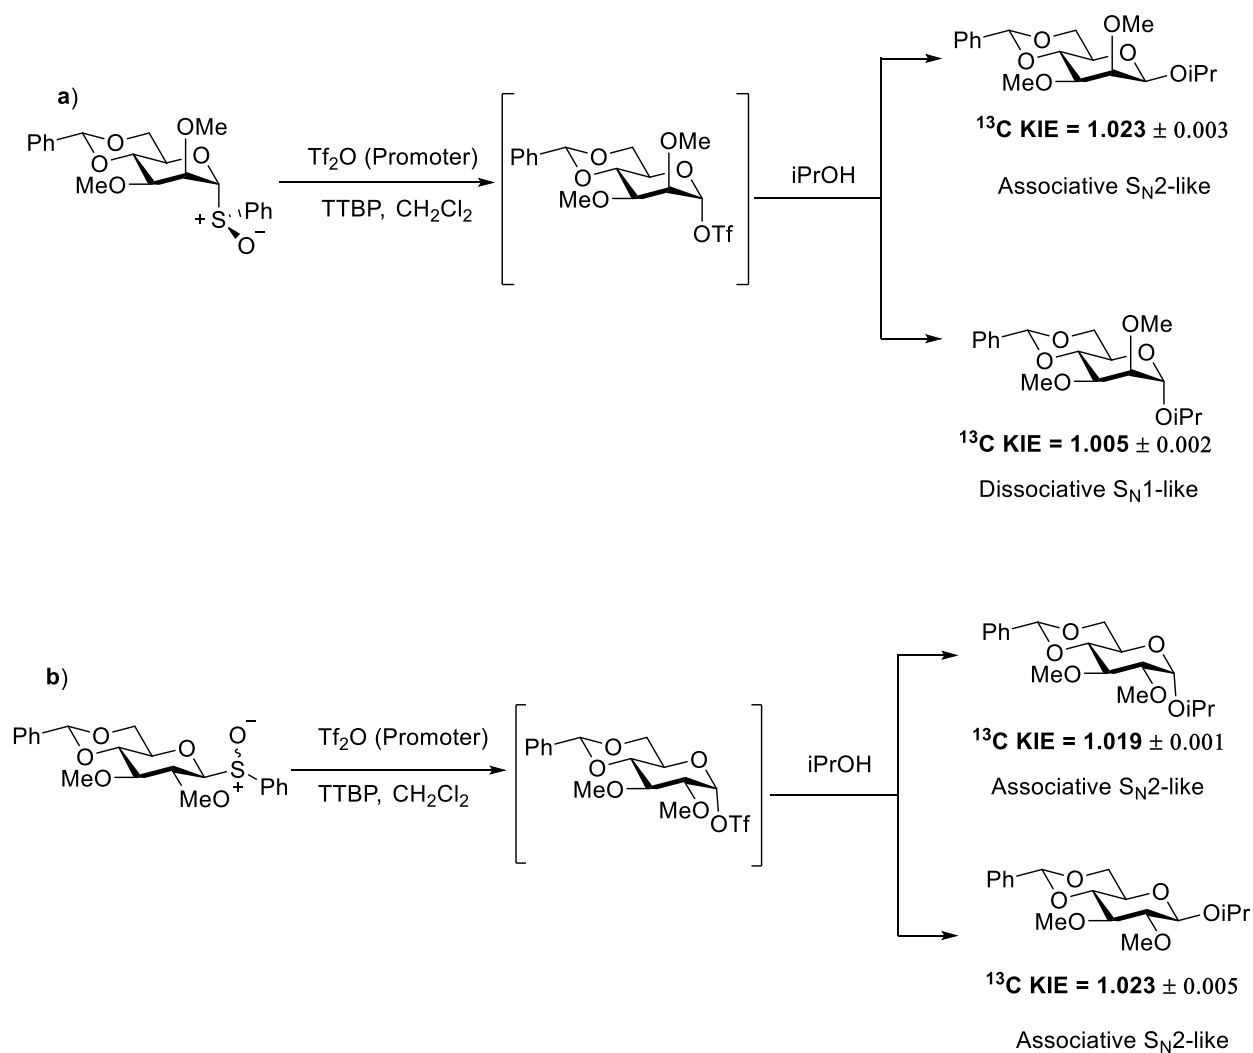 a)
Ph
O
O
MeO
OMe
O
S
+
Ph
O
−
Tf2O (Promoter)
TTBP, CH2Cl2
Ph
O
O
MeO
OMe
O
OTf
iPrOH
Ph
O
O
MeO
OMe
O
OiPr
13C KIE = 1.023 ± 0.003
Associative SN2-like
Ph
O
O
MeO
OMe
O
OiPr
13C KIE = 1.005 ± 0.002
Dissociative SN1-like
b)
Ph
O
O
MeO
MeO
O
O
−
S
+
Ph
Tf2O (Promoter)
TTBP, CH2Cl2
Ph
O
O
MeO
MeO
O
OTf
iPrOH
Ph
O
O
MeO
MeO
O
OiPr
13C KIE = 1.019 ± 0.001
Associative SN2-like
Ph
O
O
MeO
MeO
O
OiPr
13C KIE = 1.023 ± 0.005
Associative SN2-like